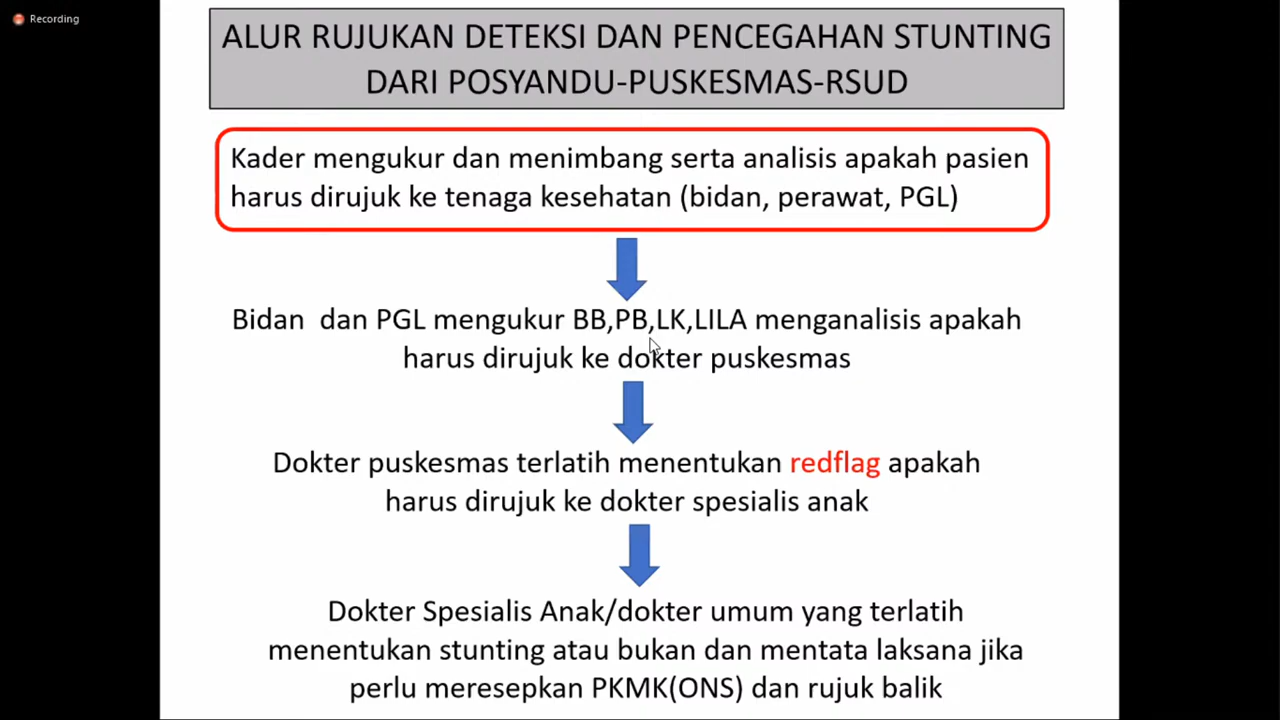 Recording
ALUR RUJUKAN DETEKSI DAN PENCEGAHAN STUNTING
DARI POSYANDU-PUSKESMAS-RSUD
Kader mengukur dan menimbang serta analisis apakah pasien
harus dirujuk ke tenaga kesehatan (bidan, perawat, PGL)
Bidan dan PGL mengukur BB,PB,LK,LILA menganalisis apakah
harus dirujuk ke dokter puskesmas
Dokter puskesmas terlatih menentukan redflag apakah
harus dirujuk ke dokter spesialis anak
Dokter Spesialis Anak/dokter umum yang terlatih
menentukan stunting atau bukan dan mentata laksana jika
perlu meresepkan PKMK(ONS) dan rujuk balik